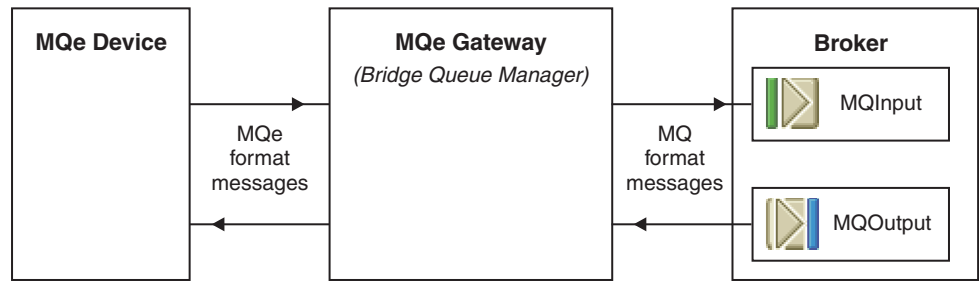 MQe Device
MQe Gateway
(Bridge Queue Manager)
Broker
MQInput
MQe
format
messages
MQ
format
messages
MQOutput